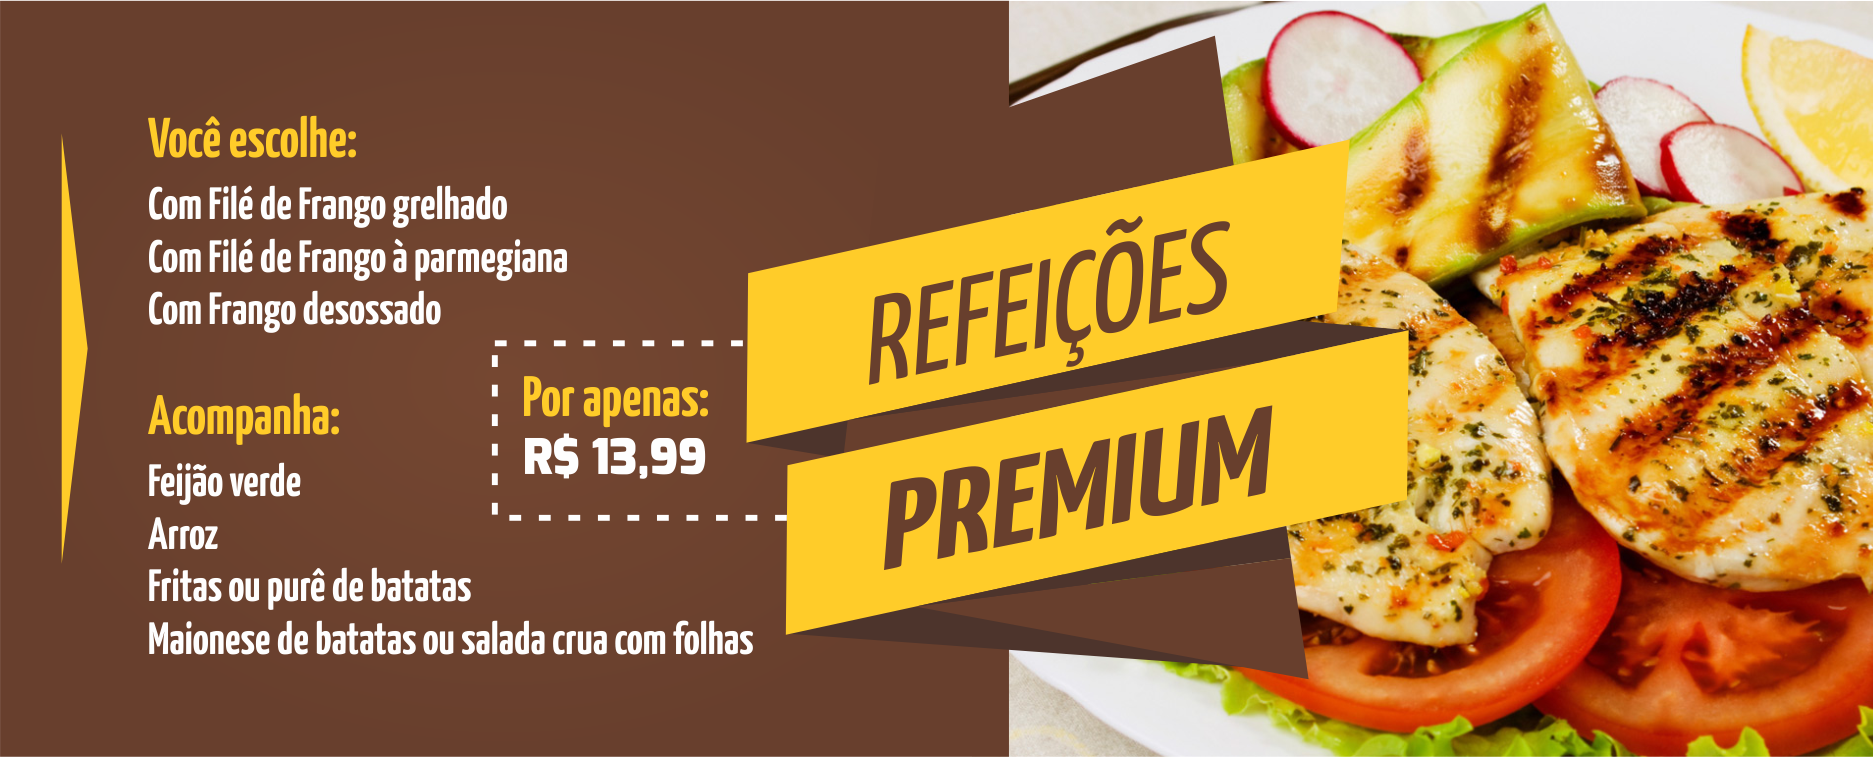 Você escolhe:
Com Filé de Frango grelhado
Com Filé de Frango à parmegiana
Com Frango desossado
Acompanha:
Feijão verde
Arroz
Fritas ou purê de batatas
Maionese de batatas ou salada crua com folhas
Por apenas:
R$ 13,99
REFEIÇÕES
PREMIUM